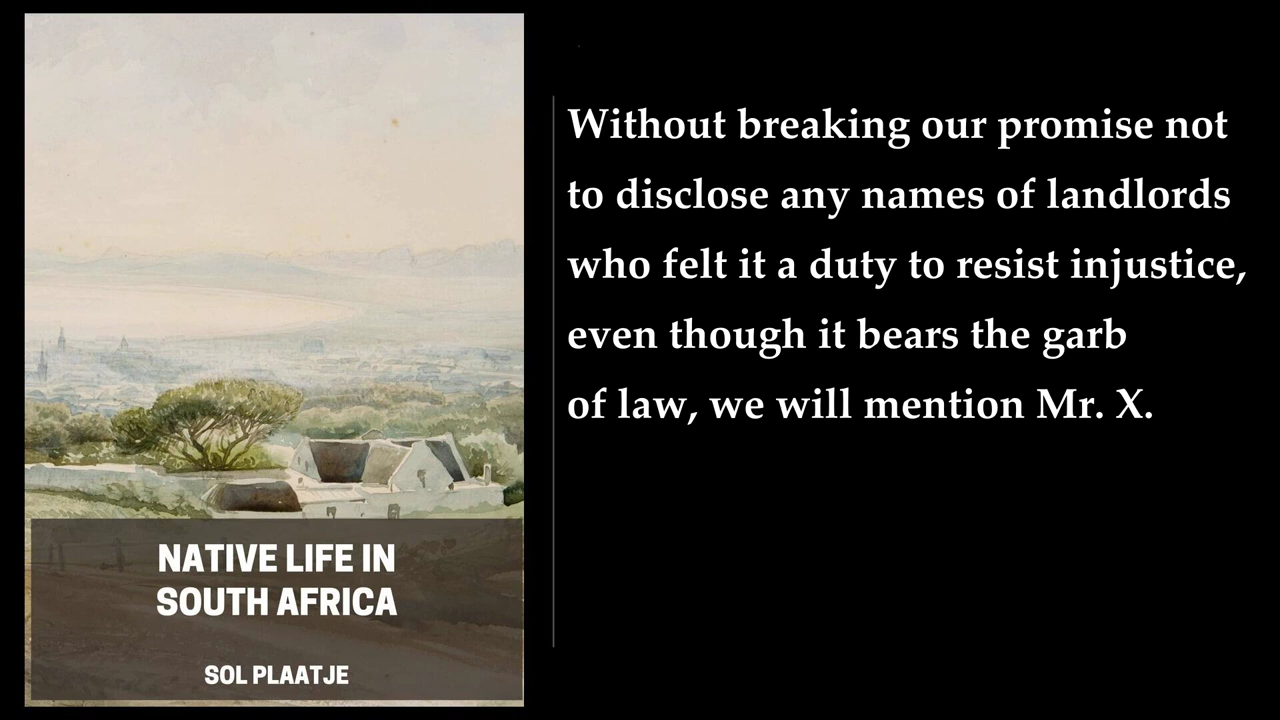 Without breaking our promise not
to disclose any names of landlords
who felt it a duty to resist injustice,
even though it bears the garb
of law, we will mention Mr. X.
NATIVE LIFE IN
SOUTH AFRICA
SOL PLAATJE